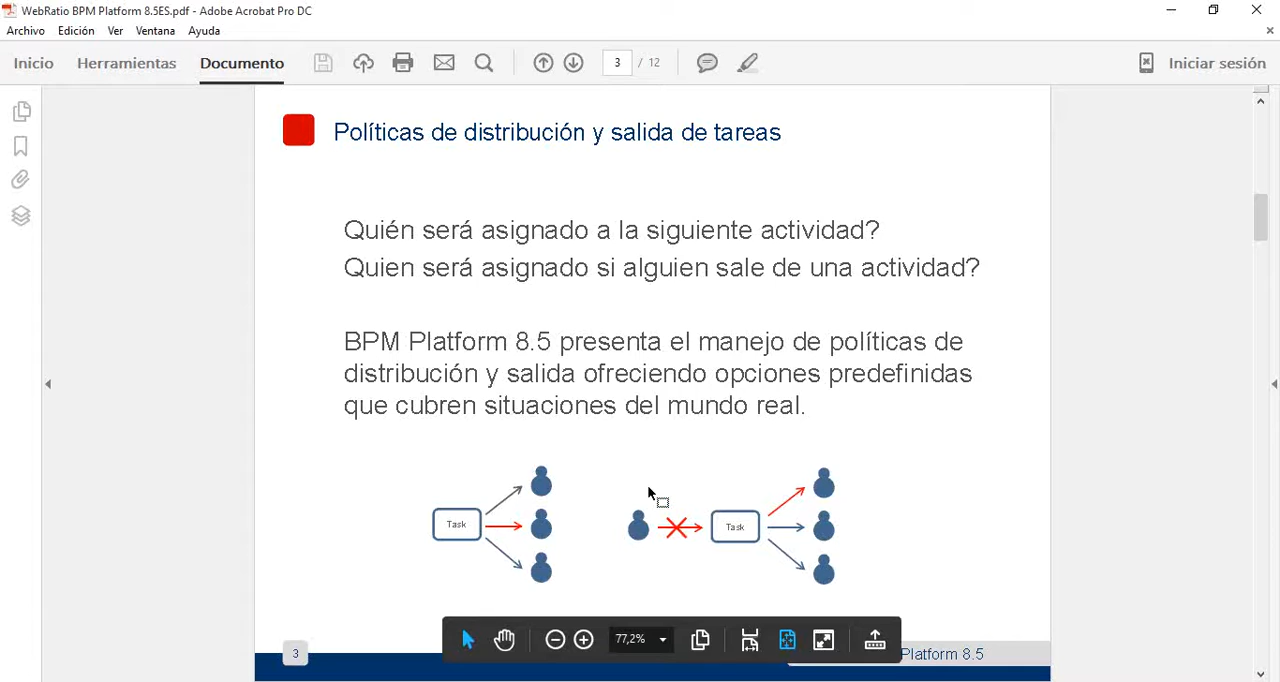 WebRatio BPM Platform 8.5ES.pdf - Adobe Acrobat Pro DC
Archivo Edición Ver Ventana Ayuda
Inicio Herramientas Documento 3 / 12 Iniciar sesión
Políticas de distribución y salida de tareas
Quién será asignado a la siguiente actividad?
Quien será asignado si alguien sale de una actividad?
BPM Platform 8.5 presenta el manejo de políticas de
distribución y salida ofreciendo opciones predefinidas
que cubren situaciones del mundo real.
Task Task
77,2%
3 Platform 8.5